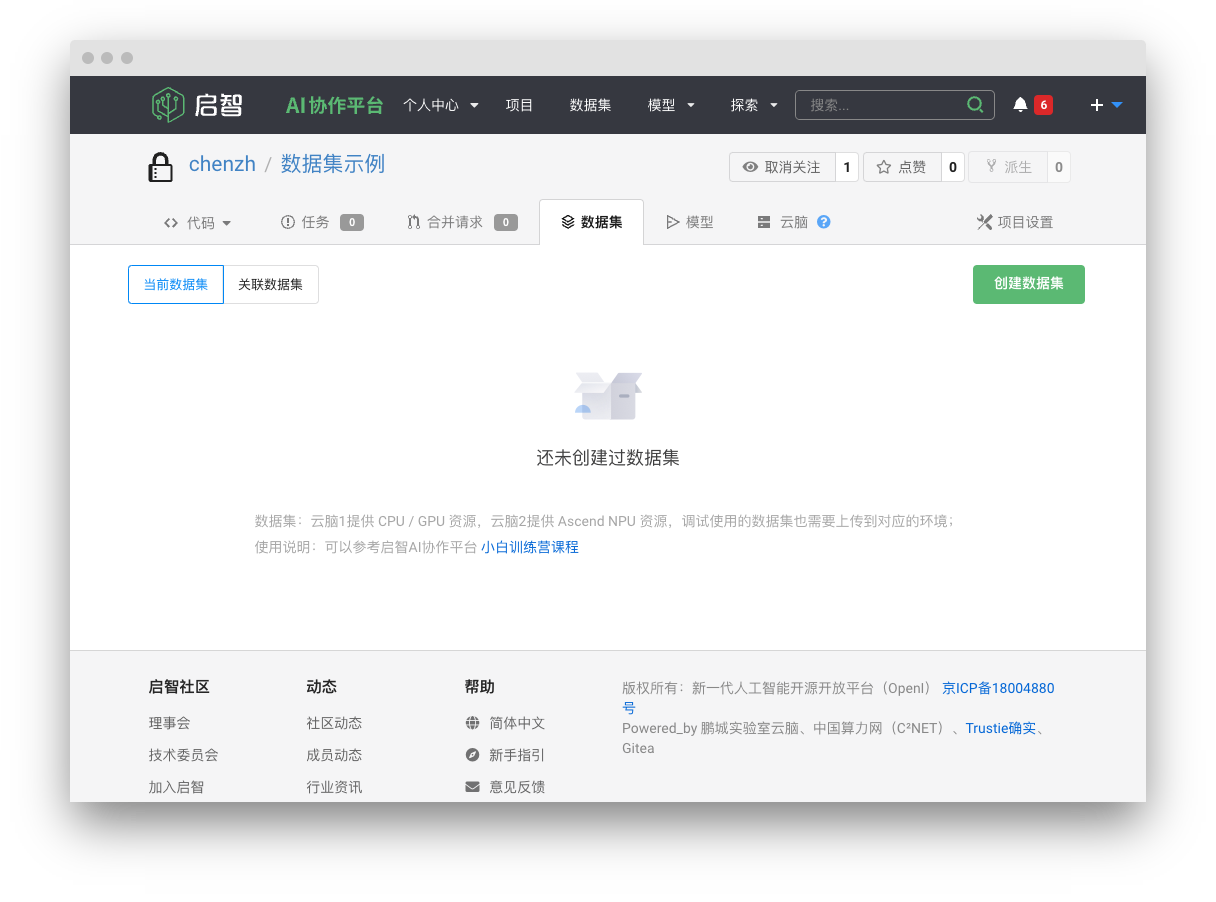 启智 AI协作平台 个人中心 项目 数据集 模型 探索 搜索... 6
chenzh / 数据集示例 取消关注 1 点赞 0 派生 0
代码 任务 0 合并请求 0 数据集 模型 云脑 ? 项目设置
当前数据集 关联数据集 创建数据集
还未创建过数据集
数据集：云脑1提供 CPU / GPU 资源，云脑2提供 Ascend NPU 资源，调试使用的数据集也需要上传到对应的环境；
使用说明：可以参考启智AI协作平台 小白训练营课程
启智社区
理事会
技术委员会
加入启智
动态
社区动态
成员动态
行业资讯
帮助
简体中文
新手指引
意见反馈
版权所有：新一代人工智能开源开放平台（OpenI） 京ICP备18004880
号
Powered_by 鹏城实验室云脑、中国算力网（C²NET）、Trustie确实、
Gitea